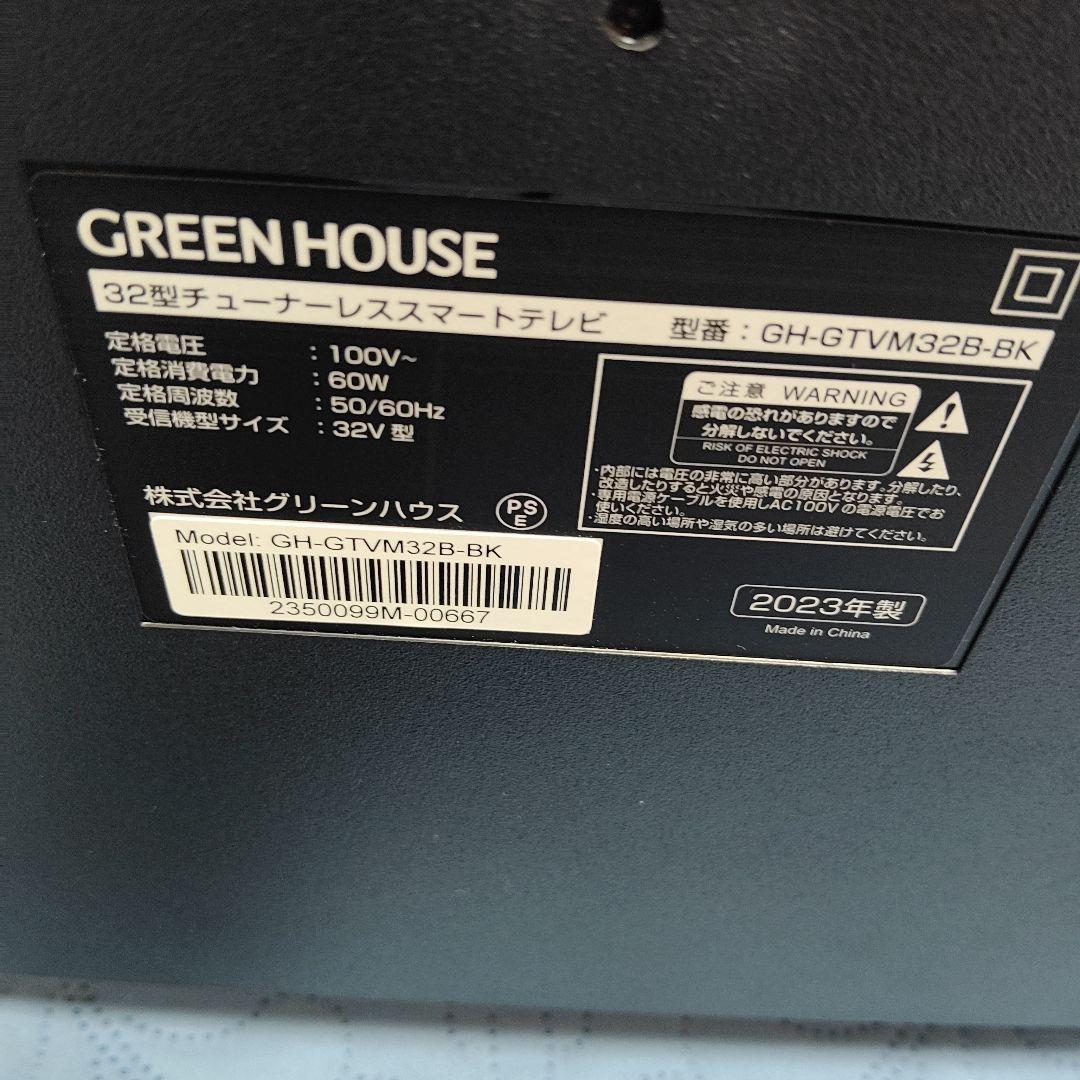 GREEN HOUSE
32型チューナーレススマートテレビ 型番：GH-GTVM32B-BK
定格電圧 ：100V~
定格消費電力 ：60W
定格周波数 ：50/60Hz
受信機型サイズ ：32V型
株式会社グリーンハウス
PS
E
ご注意 WARNING
感電の恐れがありますので
分解しないでください。
RISK OF ELECTRIC SHOCK
DO NOT OPEN
・内部には電圧の非常に高い部分があります。分解したり、
改造したりすると火災や感電の原因となります。
・専用電源ケーブルを使用しAC100Vの電源電圧でお
使いください。
・湿度の高い場所や湿気の多い場所は避けてください。
Model: GH-GTVM32B-BK
2350099M-00667
2023年製
Made in China